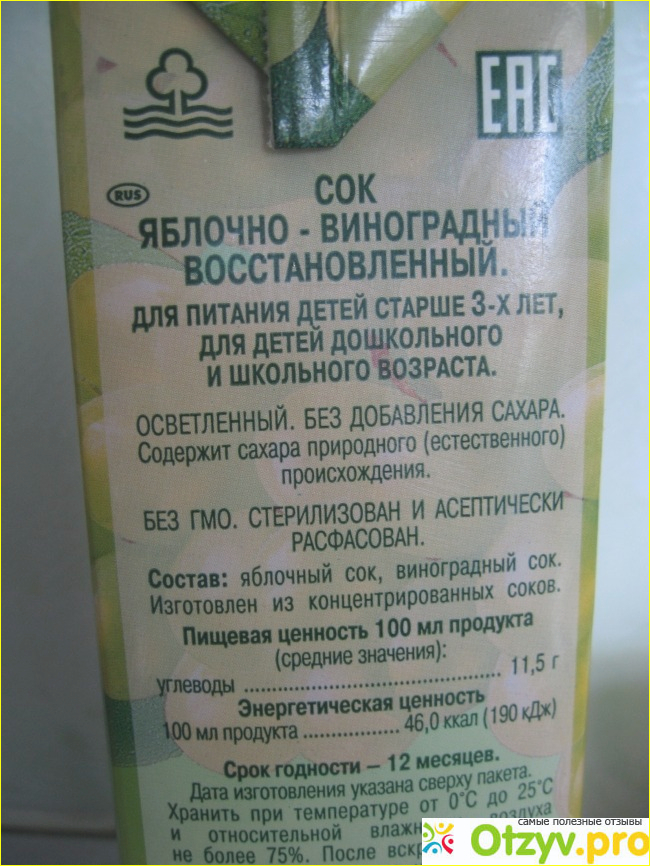 EAC
RUS
СОК
ЯБЛОЧНО - ВИНОГРАДНЫЙ
ВОССТАНОВЛЕННЫЙ.
ДЛЯ ПИТАНИЯ ДЕТЕЙ СТАРШЕ 3-Х ЛЕТ,
ДЛЯ ДЕТЕЙ ДОШКОЛЬНОГО
И ШКОЛЬНОГО ВОЗРАСТА.
ОСВЕТЛЕННЫЙ. БЕЗ ДОБАВЛЕНИЯ САХАРА.
Содержит сахара природного (естественного)
происхождения.
БЕЗ ГМО. СТЕРИЛИЗОВАН И АСЕПТИЧЕСКИ
РАСФАСОВАН.
Состав: яблочный сок, виноградный сок.
Изготовлен из концентрированных соков.
Пищевая ценность 100 мл продукта
(средние значения):
углеводы ........................................ 11,5 г
Энергетическая ценность
100 мл продукта ................. 46,0 ккал (190 кДж)
Срок годности – 12 месяцев.
Дата изготовления указана сверху пакета.
Хранить при температуре от 0°С до 25°С
и относительной воздуха
не более 75%. После
самые полезные отзывы
Otzyv.pro